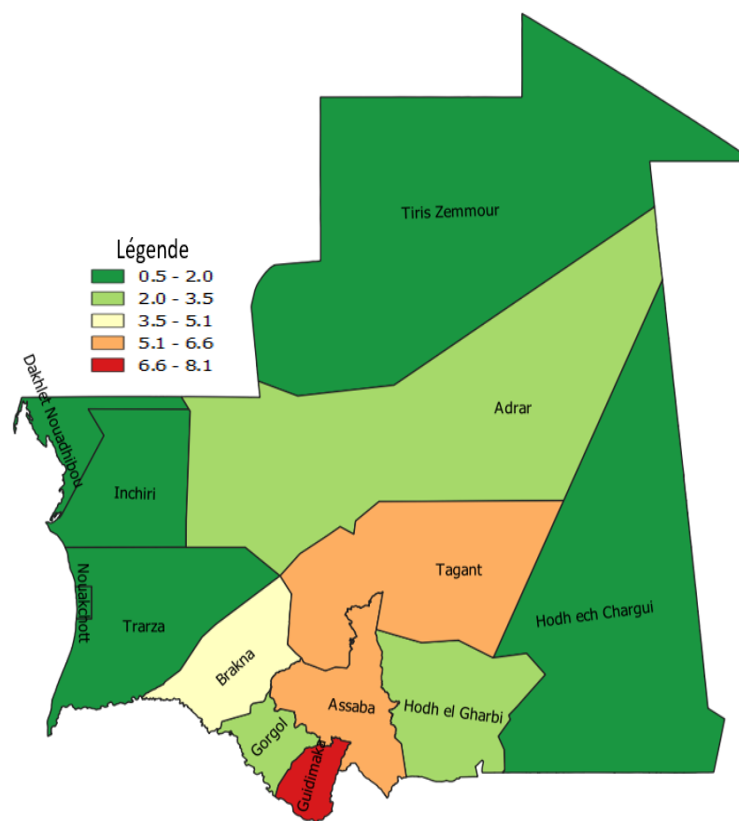 Tiris Zemmour
Légende
0.5 - 2.0
2.0 - 3.5
3.5 - 5.1
5.1 - 6.6
6.6 - 8.1
Dakhlet Nouadhibou
Adrar
Inchiri
Tagant
Nouakchott
Trarza
Hodh ech Chargui
Brakna
Assaba
Hodh el Gharbi
Gorgol
Guidimaka